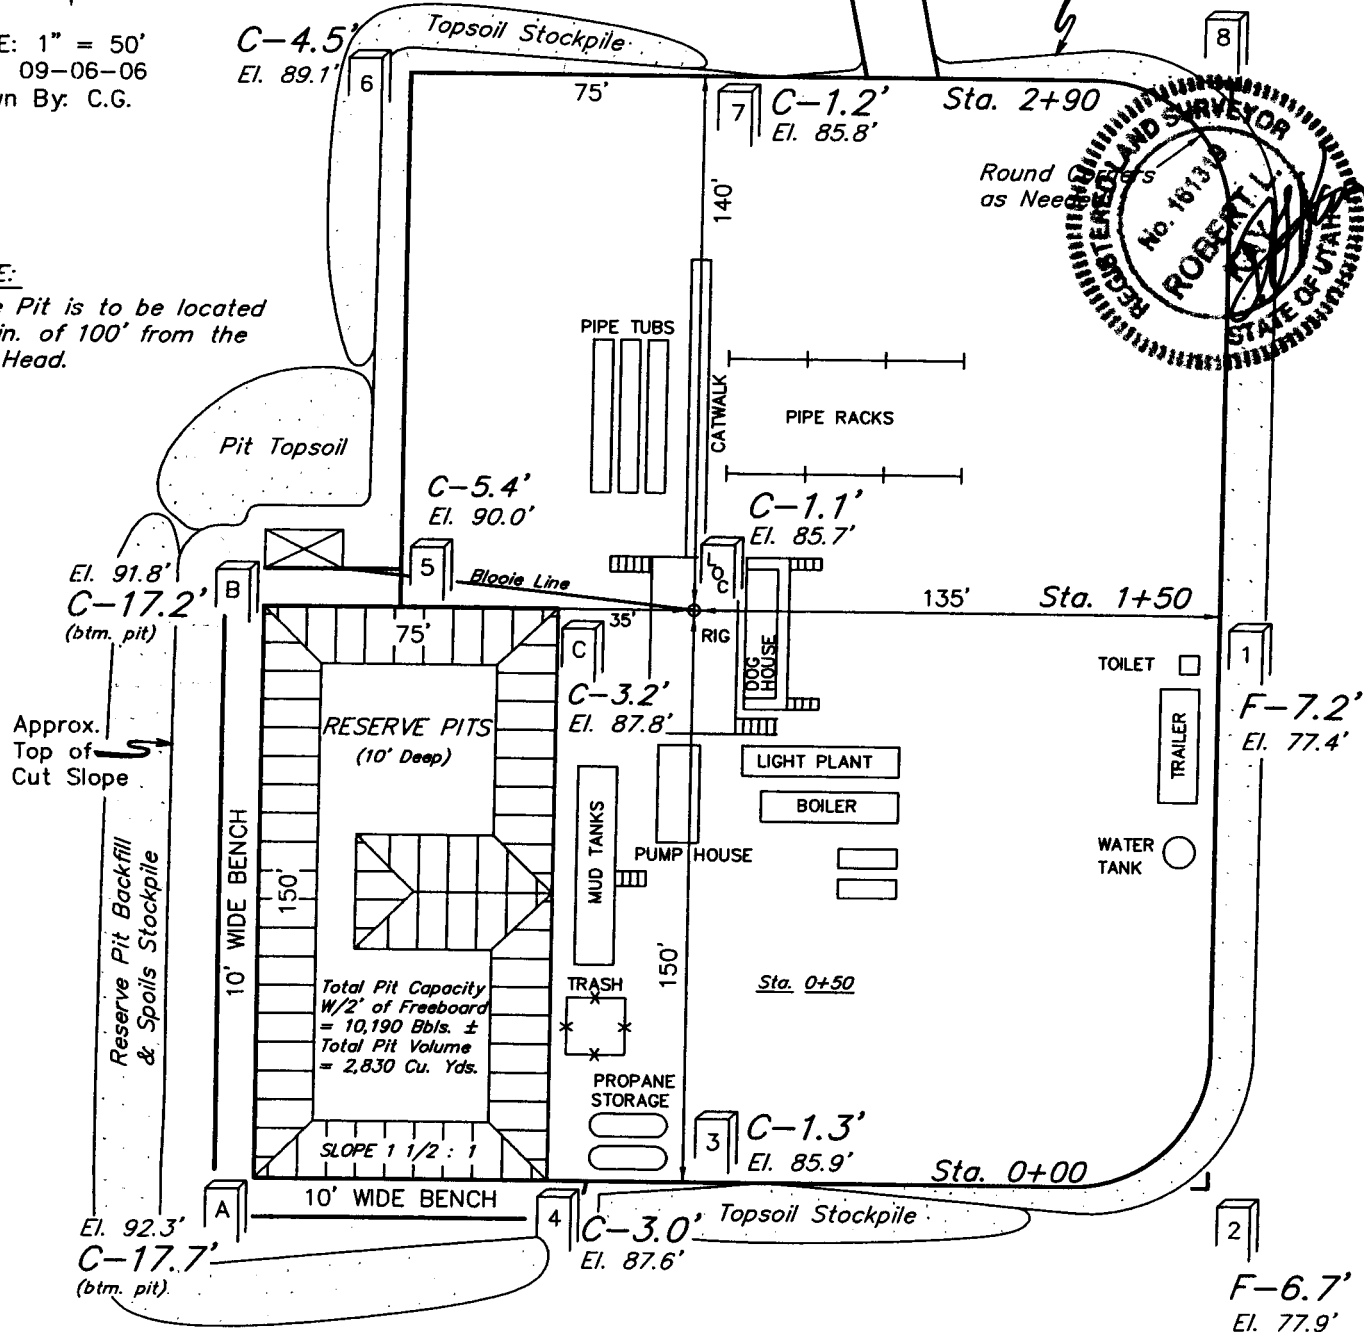 E: 1" = 50'
09-06-06
n By: C.G.
C-4.5'
El. 89.1'
6
Topsoil Stockpile
8
75'
7
C-1.2'
El. 85.8'
Sta. 2+90
REGISTERED LAND SURVEYOR
No. 161319
ROBERT L.
KAY
STATE OF UTAH
Round Corners
as Needed
140'
E:
e Pit is to be located
in. of 100' from the
Head.
PIPE TUBS
CATWALK
PIPE RACKS
Pit Topsoil
C-5.4'
El. 90.0'
C-1.1'
El. 85.7'
El. 91.8'
C-17.2'
(btm. pit)
B
5
Blooie Line
LOC
135'
Sta. 1+50
75'
35'
RIG
C
DOG
HOUSE
TOILET
1
C-3.2'
El. 87.8'
F-7.2'
El. 77.4'
Approx.
Top of
Cut Slope
RESERVE PITS
(10' Deep)
LIGHT PLANT
TRAILER
BOILER
MUD TANKS
PUMP HOUSE
WATER
TANK
Reserve Pit Backfill
& Spoils Stockpile
10' WIDE BENCH
150'
150'
Total Pit Capacity
W/2' of Freeboard
= 10,190 Bbls. ±
Total Pit Volume
= 2,830 Cu. Yds.
TRASH
Sta. 0+50
PROPANE
STORAGE
SLOPE 1 1/2 : 1
3
C-1.3'
El. 85.9'
Sta. 0+00
A
10' WIDE BENCH
4
El. 92.3'
C-17.7'
(btm. pit)
C-3.0'
El. 87.6'
Topsoil Stockpile
2
F-6.7'
El. 77.9'